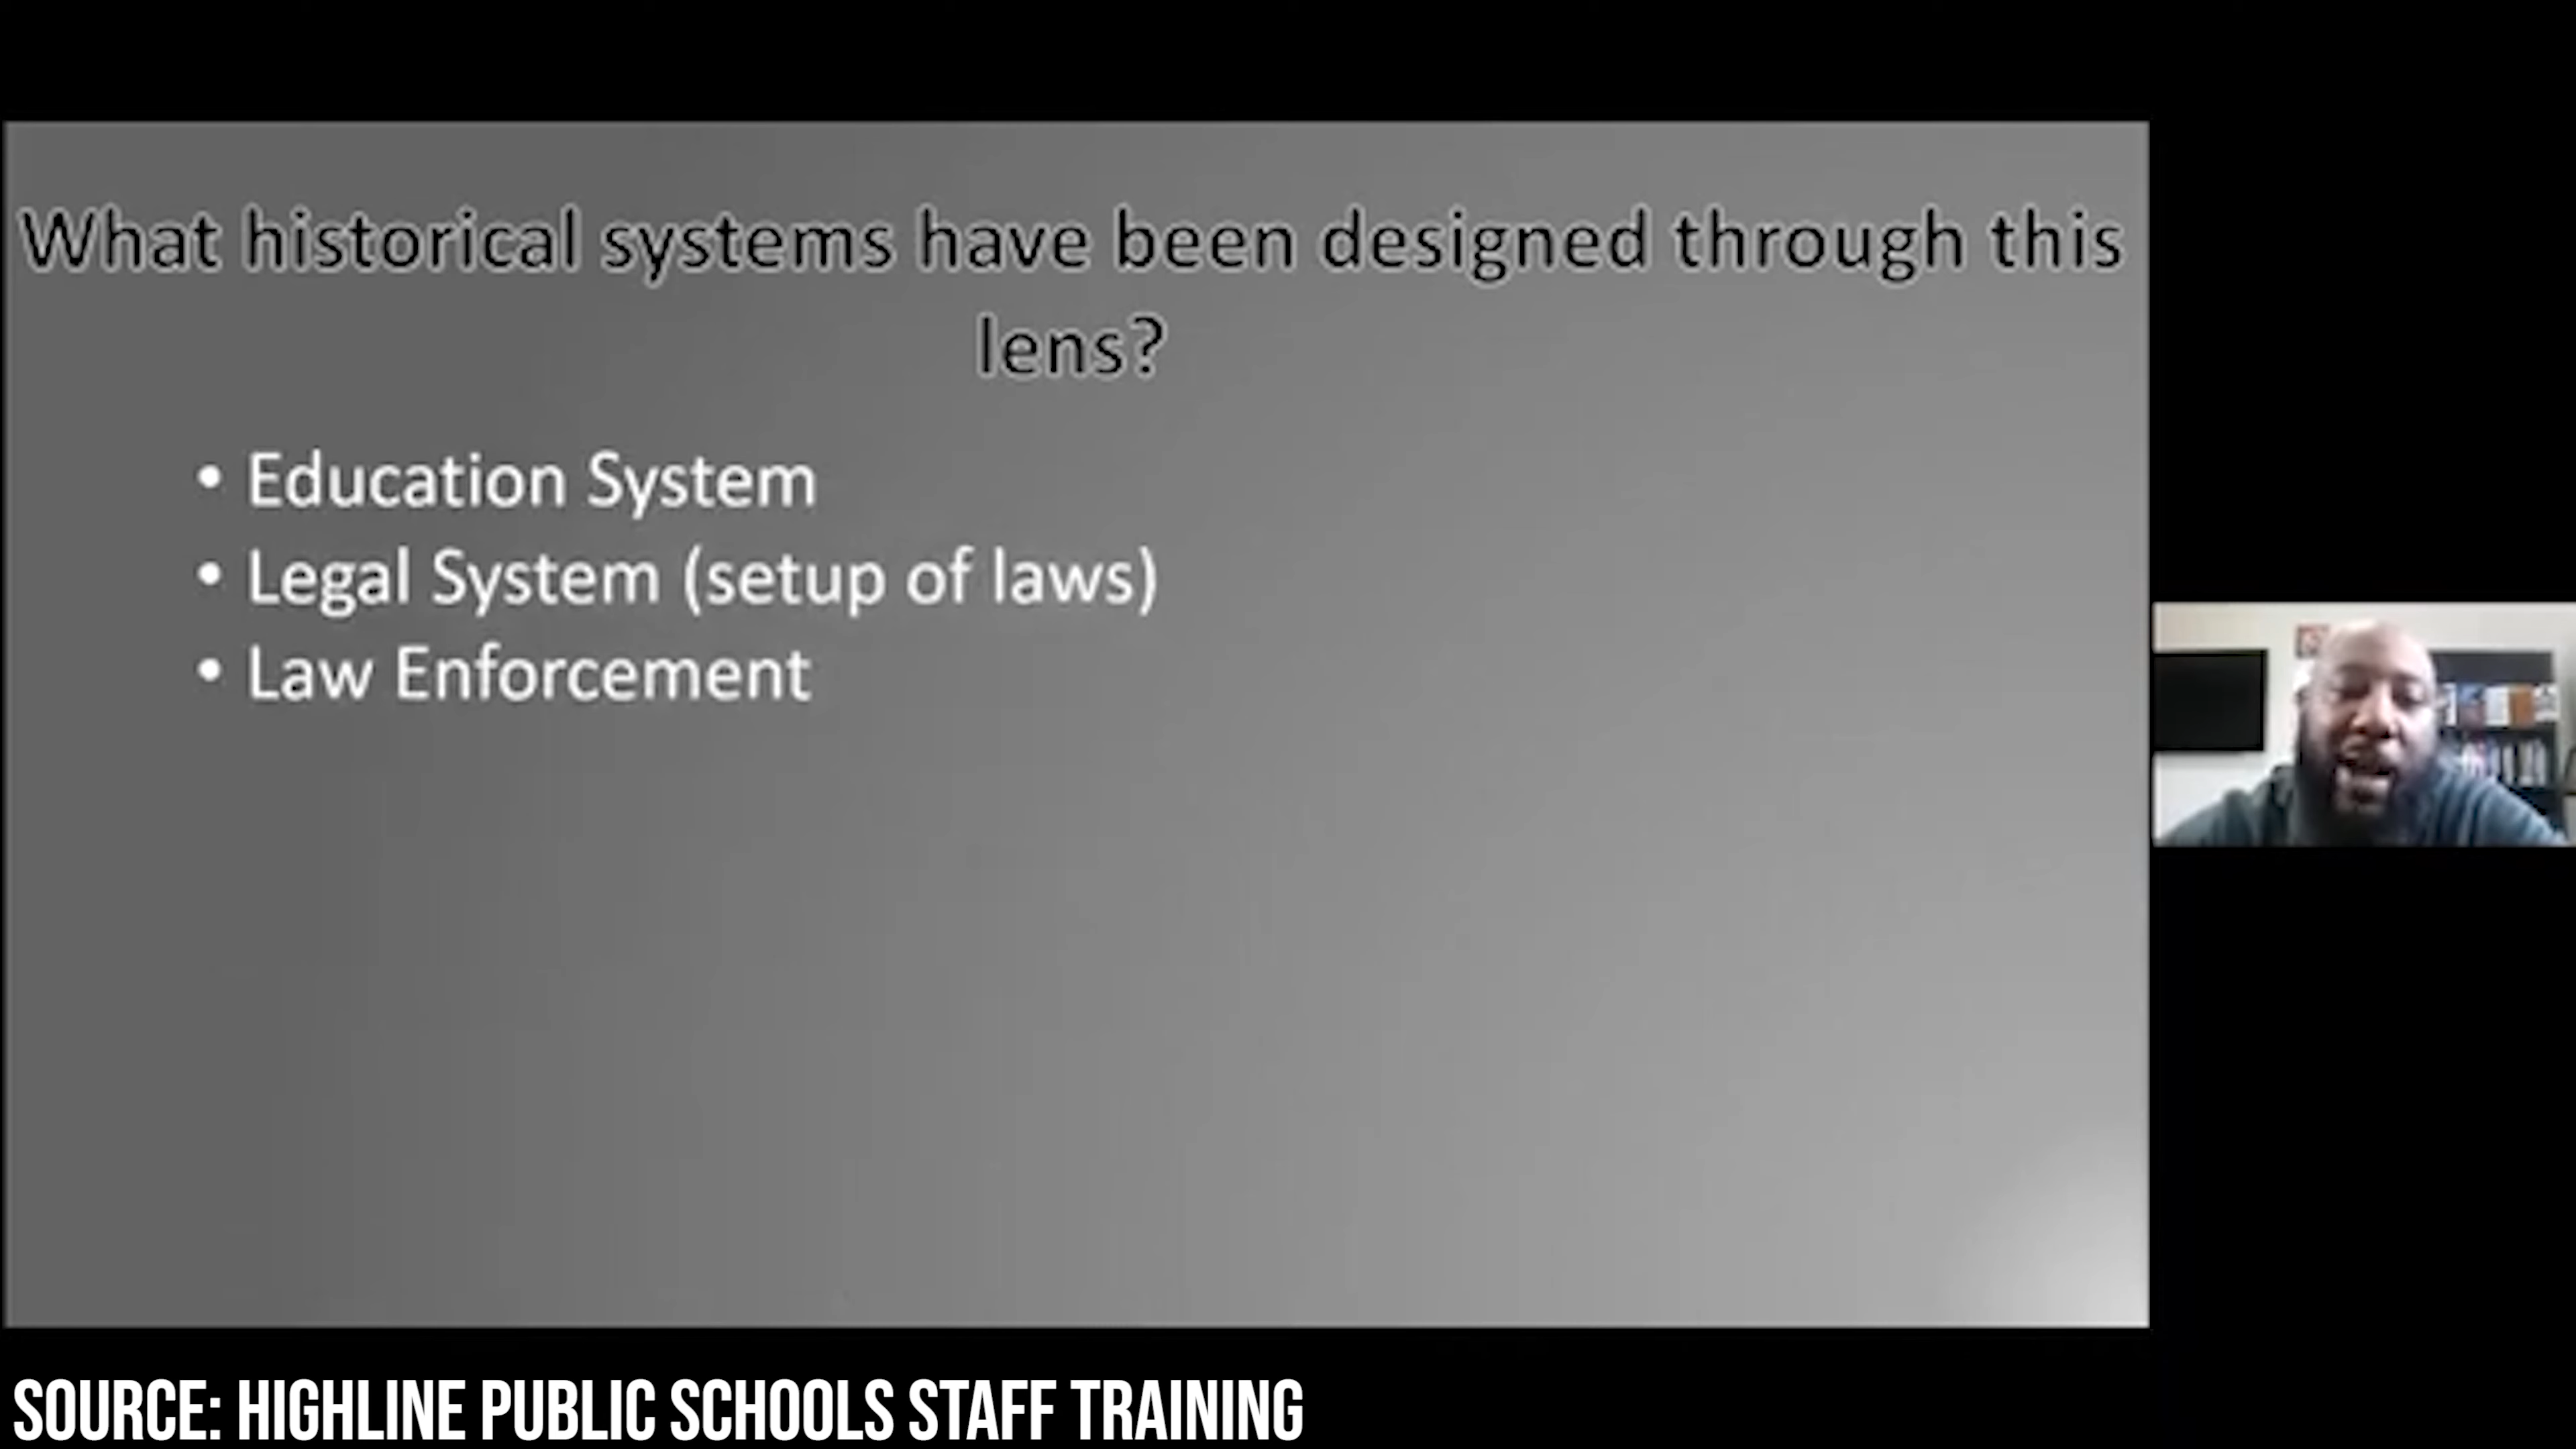 What historical systems have been designed through this
lens?
• Education System
• Legal System (setup of laws)
• Law Enforcement
SOURCE: HIGHLINE PUBLIC SCHOOLS STAFF TRAINING